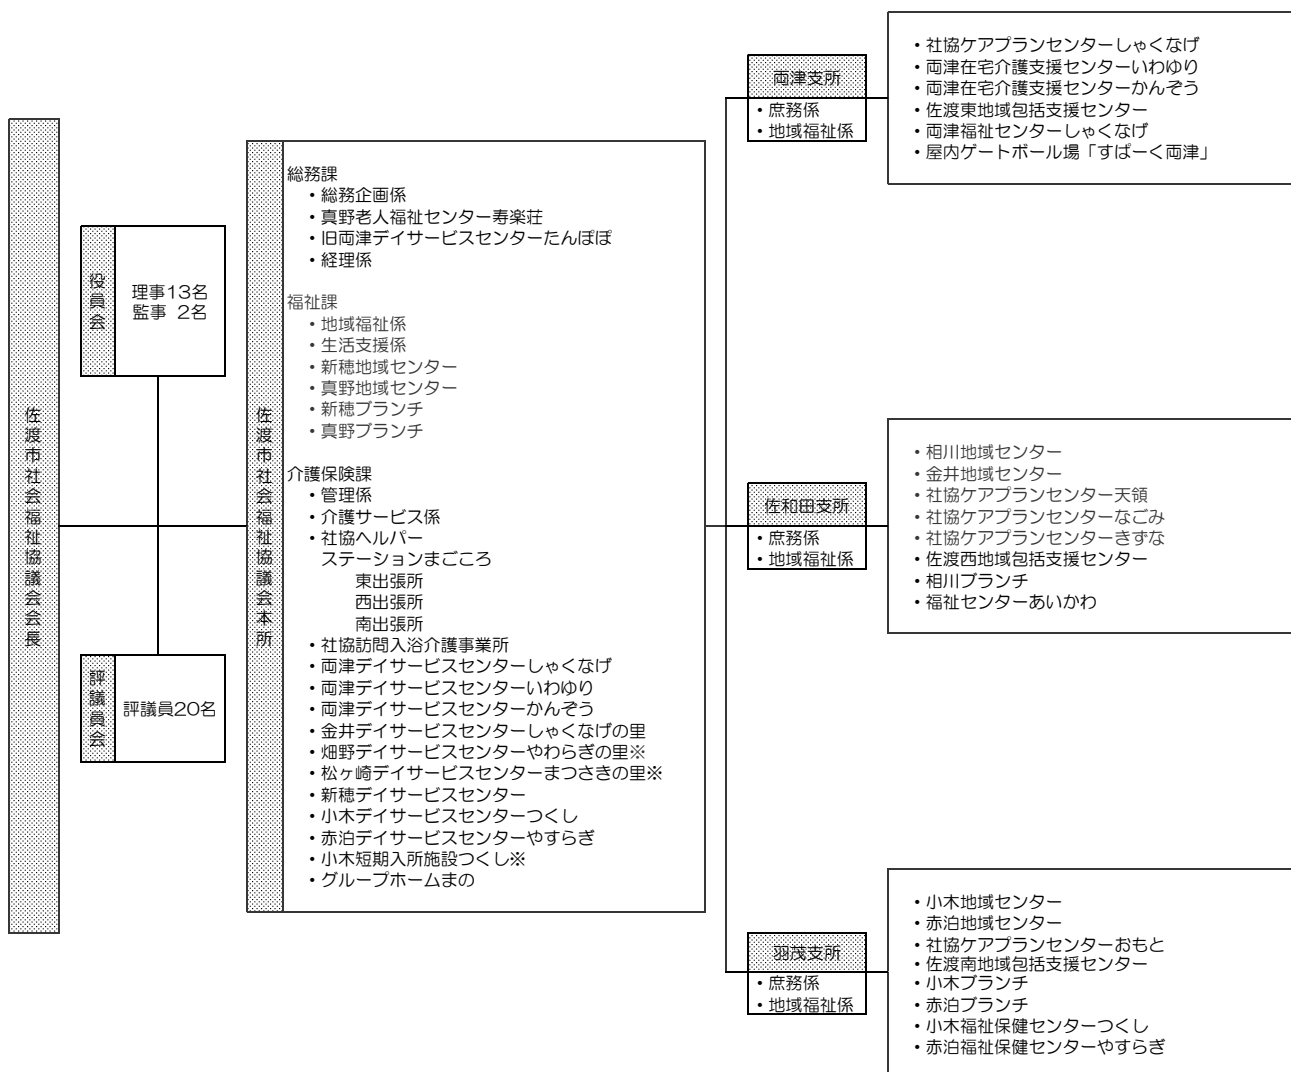 佐渡市社会福祉協議会会長
役員会
理事13名
監事 2名
評議員会
評議員20名
佐渡市社会福祉協議会本所
総務課
・総務企画係
・真野老人福祉センター寿楽荘
・旧両津デイサービスセンターたんぽぽ
・経理係
福祉課
・地域福祉係
・生活支援係
・新穂地域センター
・真野地域センター
・新穂ブランチ
・真野ブランチ
介護保険課
・管理係
・介護サービス係
・社協ヘルパー
ステーションまごころ
東出張所
西出張所
南出張所
・社協訪問入浴介護事業所
・両津デイサービスセンターしゃくなげ
・両津デイサービスセンターいわゆり
・両津デイサービスセンターかんぞう
・金井デイサービスセンターしゃくなげの里
・畑野デイサービスセンターやわらぎの里※
・松ヶ崎デイサービスセンターまつさきの里※
・新穂デイサービスセンター
・小木デイサービスセンターつくし
・赤泊デイサービスセンターやすらぎ
・小木短期入所施設つくし※
・グループホームまの
両津支所
・庶務係
・地域福祉係
・社協ケアプランセンターしゃくなげ
・両津在宅介護支援センターいわゆり
・両津在宅介護支援センターかんぞう
・佐渡東地域包括支援センター
・両津福祉センターしゃくなげ
・屋内ゲートボール場「すぱーく両津」
佐和田支所
・庶務係
・地域福祉係
・相川地域センター
・金井地域センター
・社協ケアプランセンター天領
・社協ケアプランセンターなごみ
・社協ケアプランセンターきずな
・佐渡西地域包括支援センター
・相川ブランチ
・福祉センターあいかわ
羽茂支所
・庶務係
・地域福祉係
・小木地域センター
・赤泊地域センター
・社協ケアプランセンターおもと
・佐渡南地域包括支援センター
・小木ブランチ
・赤泊ブランチ
・小木福祉保健センターつくし
・赤泊福祉保健センターやすらぎ